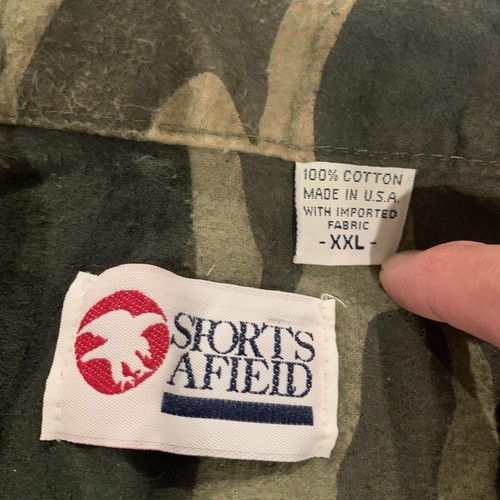 100% COTTON
MADE IN U.S.A.
WITH IMPORTED
FABRIC
- XXL -
SPORTS
AFIELD